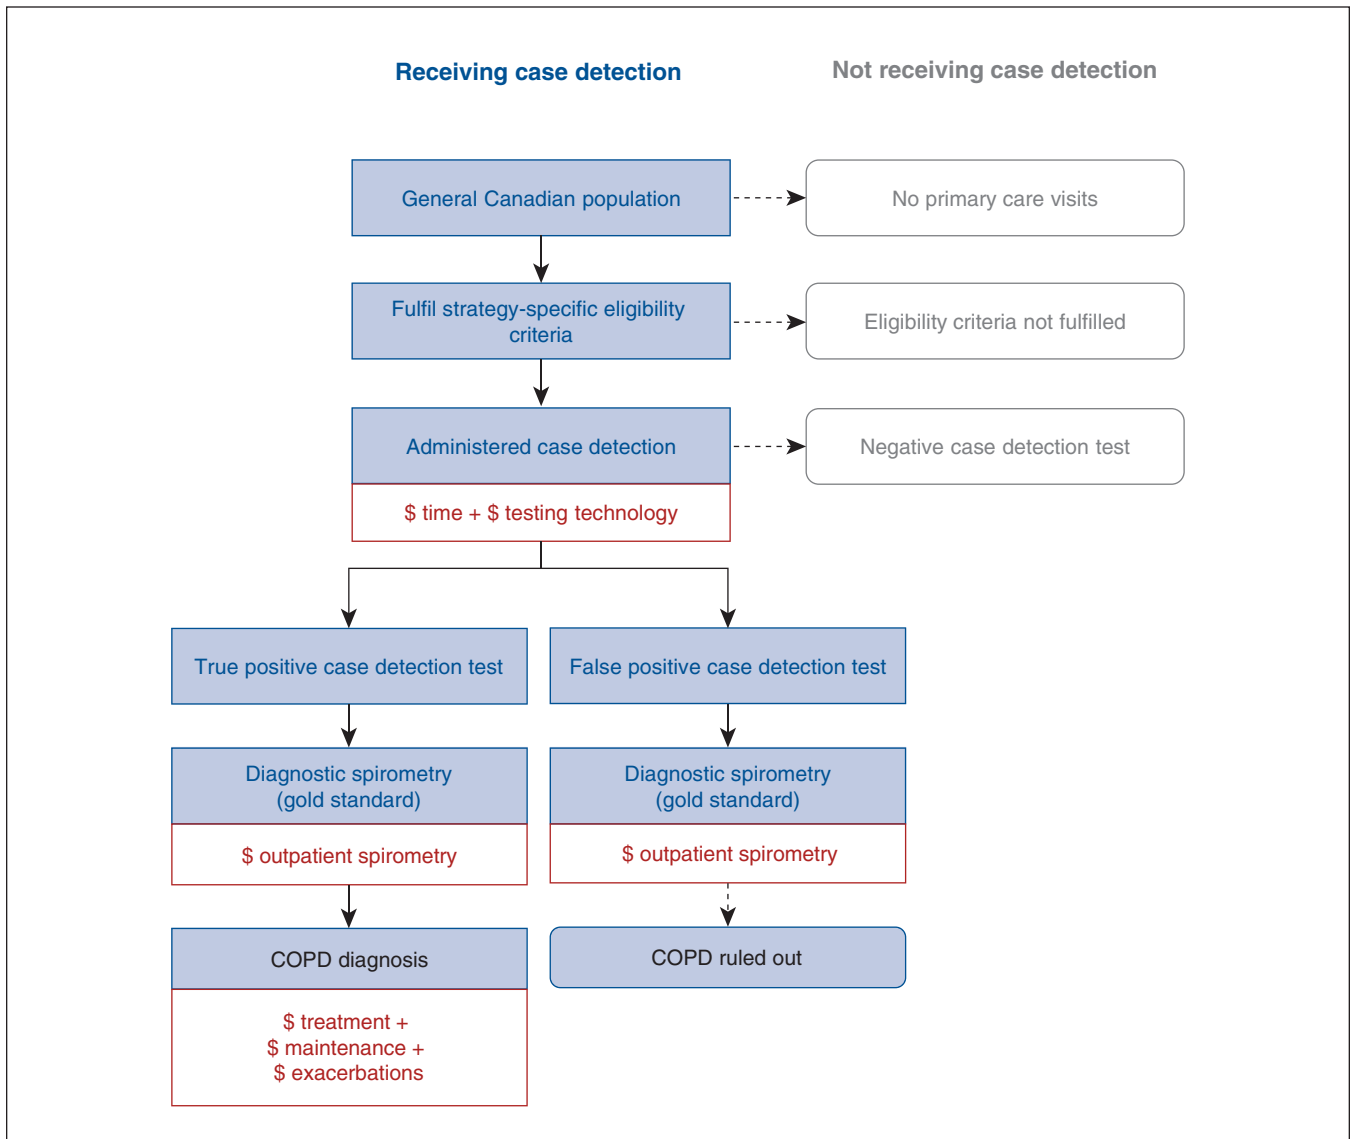 Receiving case detection
Not receiving case detection
General Canadian population
No primary care visits
Fulfil strategy-specific eligibility
criteria
Eligibility criteria not fulfilled
Administered case detection
Negative case detection test
$ time + $ testing technology
True positive case detection test
False positive case detection test
Diagnostic spirometry
(gold standard)
Diagnostic spirometry
(gold standard)
$ outpatient spirometry
$ outpatient spirometry
COPD diagnosis
COPD ruled out
$ treatment +
$ maintenance +
$ exacerbations